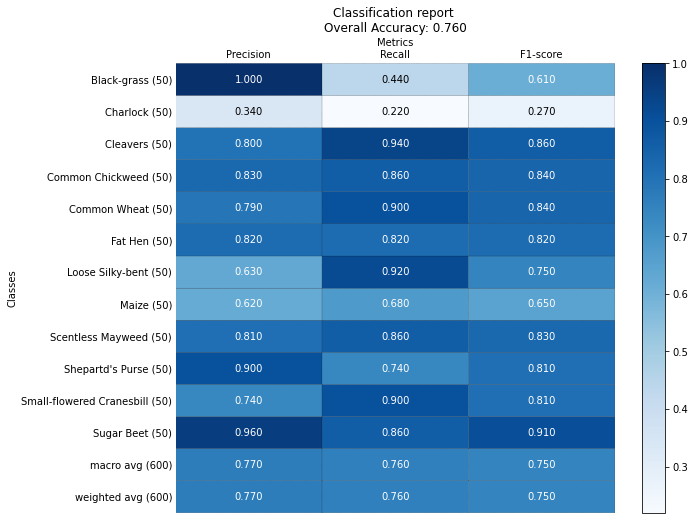 Classification report
Overall Accuracy: 0.760
Metrics
Precision Recall F1-score
Classes
Black-grass (50) 1.000 0.440 0.610
Charlock (50) 0.340 0.220 0.270
Cleavers (50) 0.800 0.940 0.860
Common Chickweed (50) 0.830 0.860 0.840
Common Wheat (50) 0.790 0.900 0.840
Fat Hen (50) 0.820 0.820 0.820
Loose Silky-bent (50) 0.630 0.920 0.750
Maize (50) 0.620 0.680 0.650
Scentless Mayweed (50) 0.810 0.860 0.830
Shepartd's Purse (50) 0.900 0.740 0.810
Small-flowered Cranesbill (50) 0.740 0.900 0.810
Sugar Beet (50) 0.960 0.860 0.910
macro avg (600) 0.770 0.760 0.750
weighted avg (600) 0.770 0.760 0.750
1.0
0.9
0.8
0.7
0.6
0.5
0.4
0.3